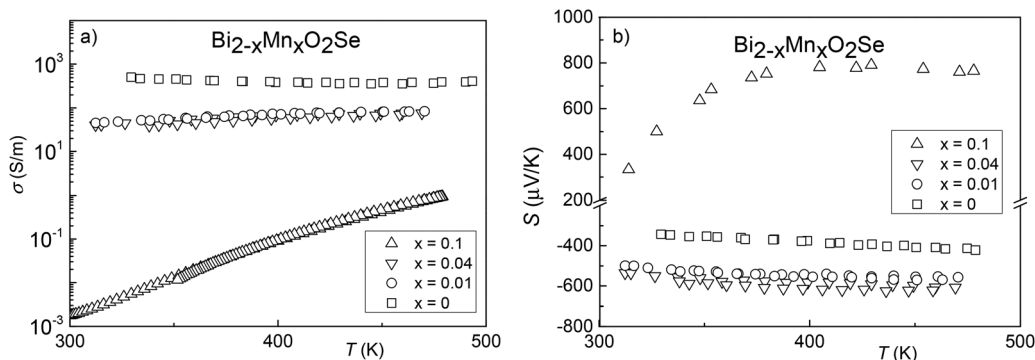 a)
Bi2-xMnxO2Se
10^3
10^1
10^-1
10^-3
σ (S/m)
x = 0.1
x = 0.04
x = 0.01
x = 0
300
400
500
T (K)
b)
Bi2-xMnxO2Se
1000
800
600
400
200
-400
-600
-800
S (μV/K)
x = 0.1
x = 0.04
x = 0.01
x = 0
300
400
500
T (K)